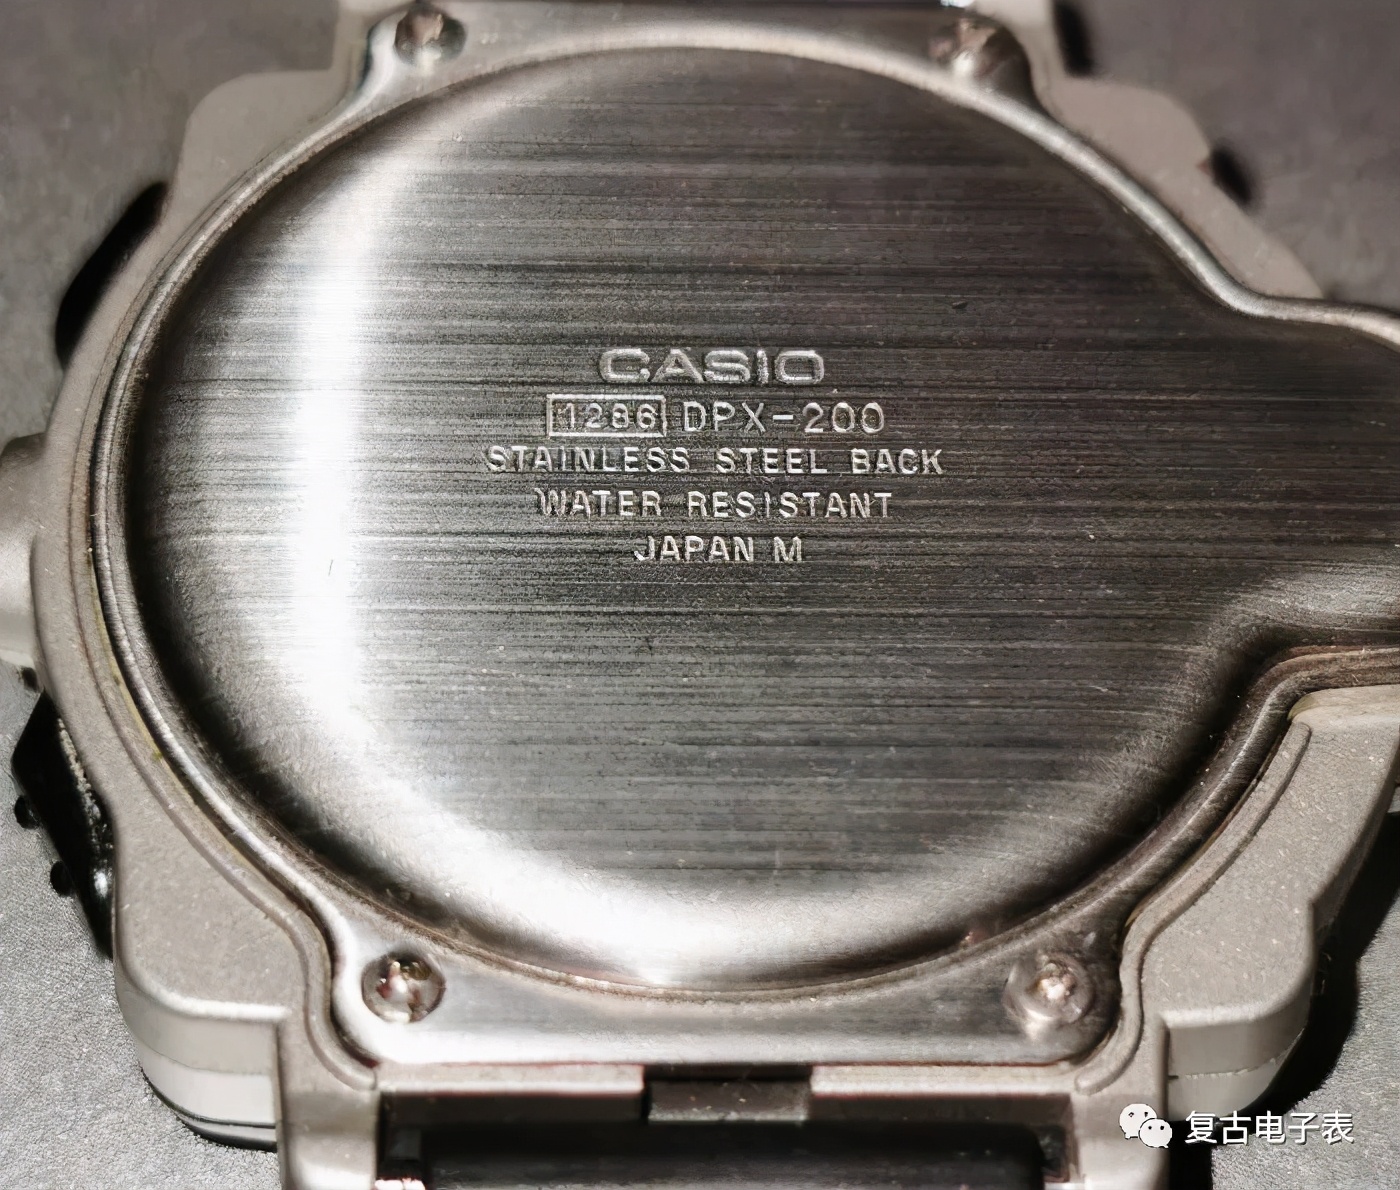 CASIO
1286 DPX-200
STAINLESS STEEL BACK
WATER RESISTANT
JAPAN M
复古电子表